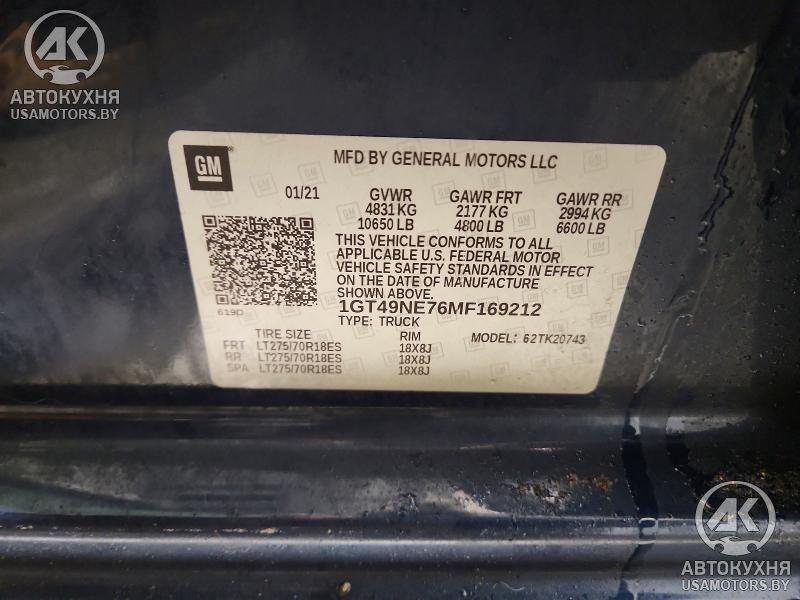 AK
АВТОКУХНЯ
USAMOTORS.BY
GM
MFD BY GENERAL MOTORS LLC
01/21 GVWR GAWR FRT GAWR RR
4831 KG 2177 KG 2994 KG
10650 LB 4800 LB 6600 LB
THIS VEHICLE CONFORMS TO ALL
APPLICABLE U.S. FEDERAL MOTOR
VEHICLE SAFETY STANDARDS IN EFFECT
ON THE DATE OF MANUFACTURE
SHOWN ABOVE.
619D
1GT49NE76MF169212
TYPE: TRUCK
TIRE SIZE RIM MODEL: 62TK20743
FRT LT275/70R18ES 18X8J
RR LT275/70R18ES 18X8J
SPA LT275/70R18ES 18X8J
AK
АВТОКУХНЯ
USAMOTORS.BY